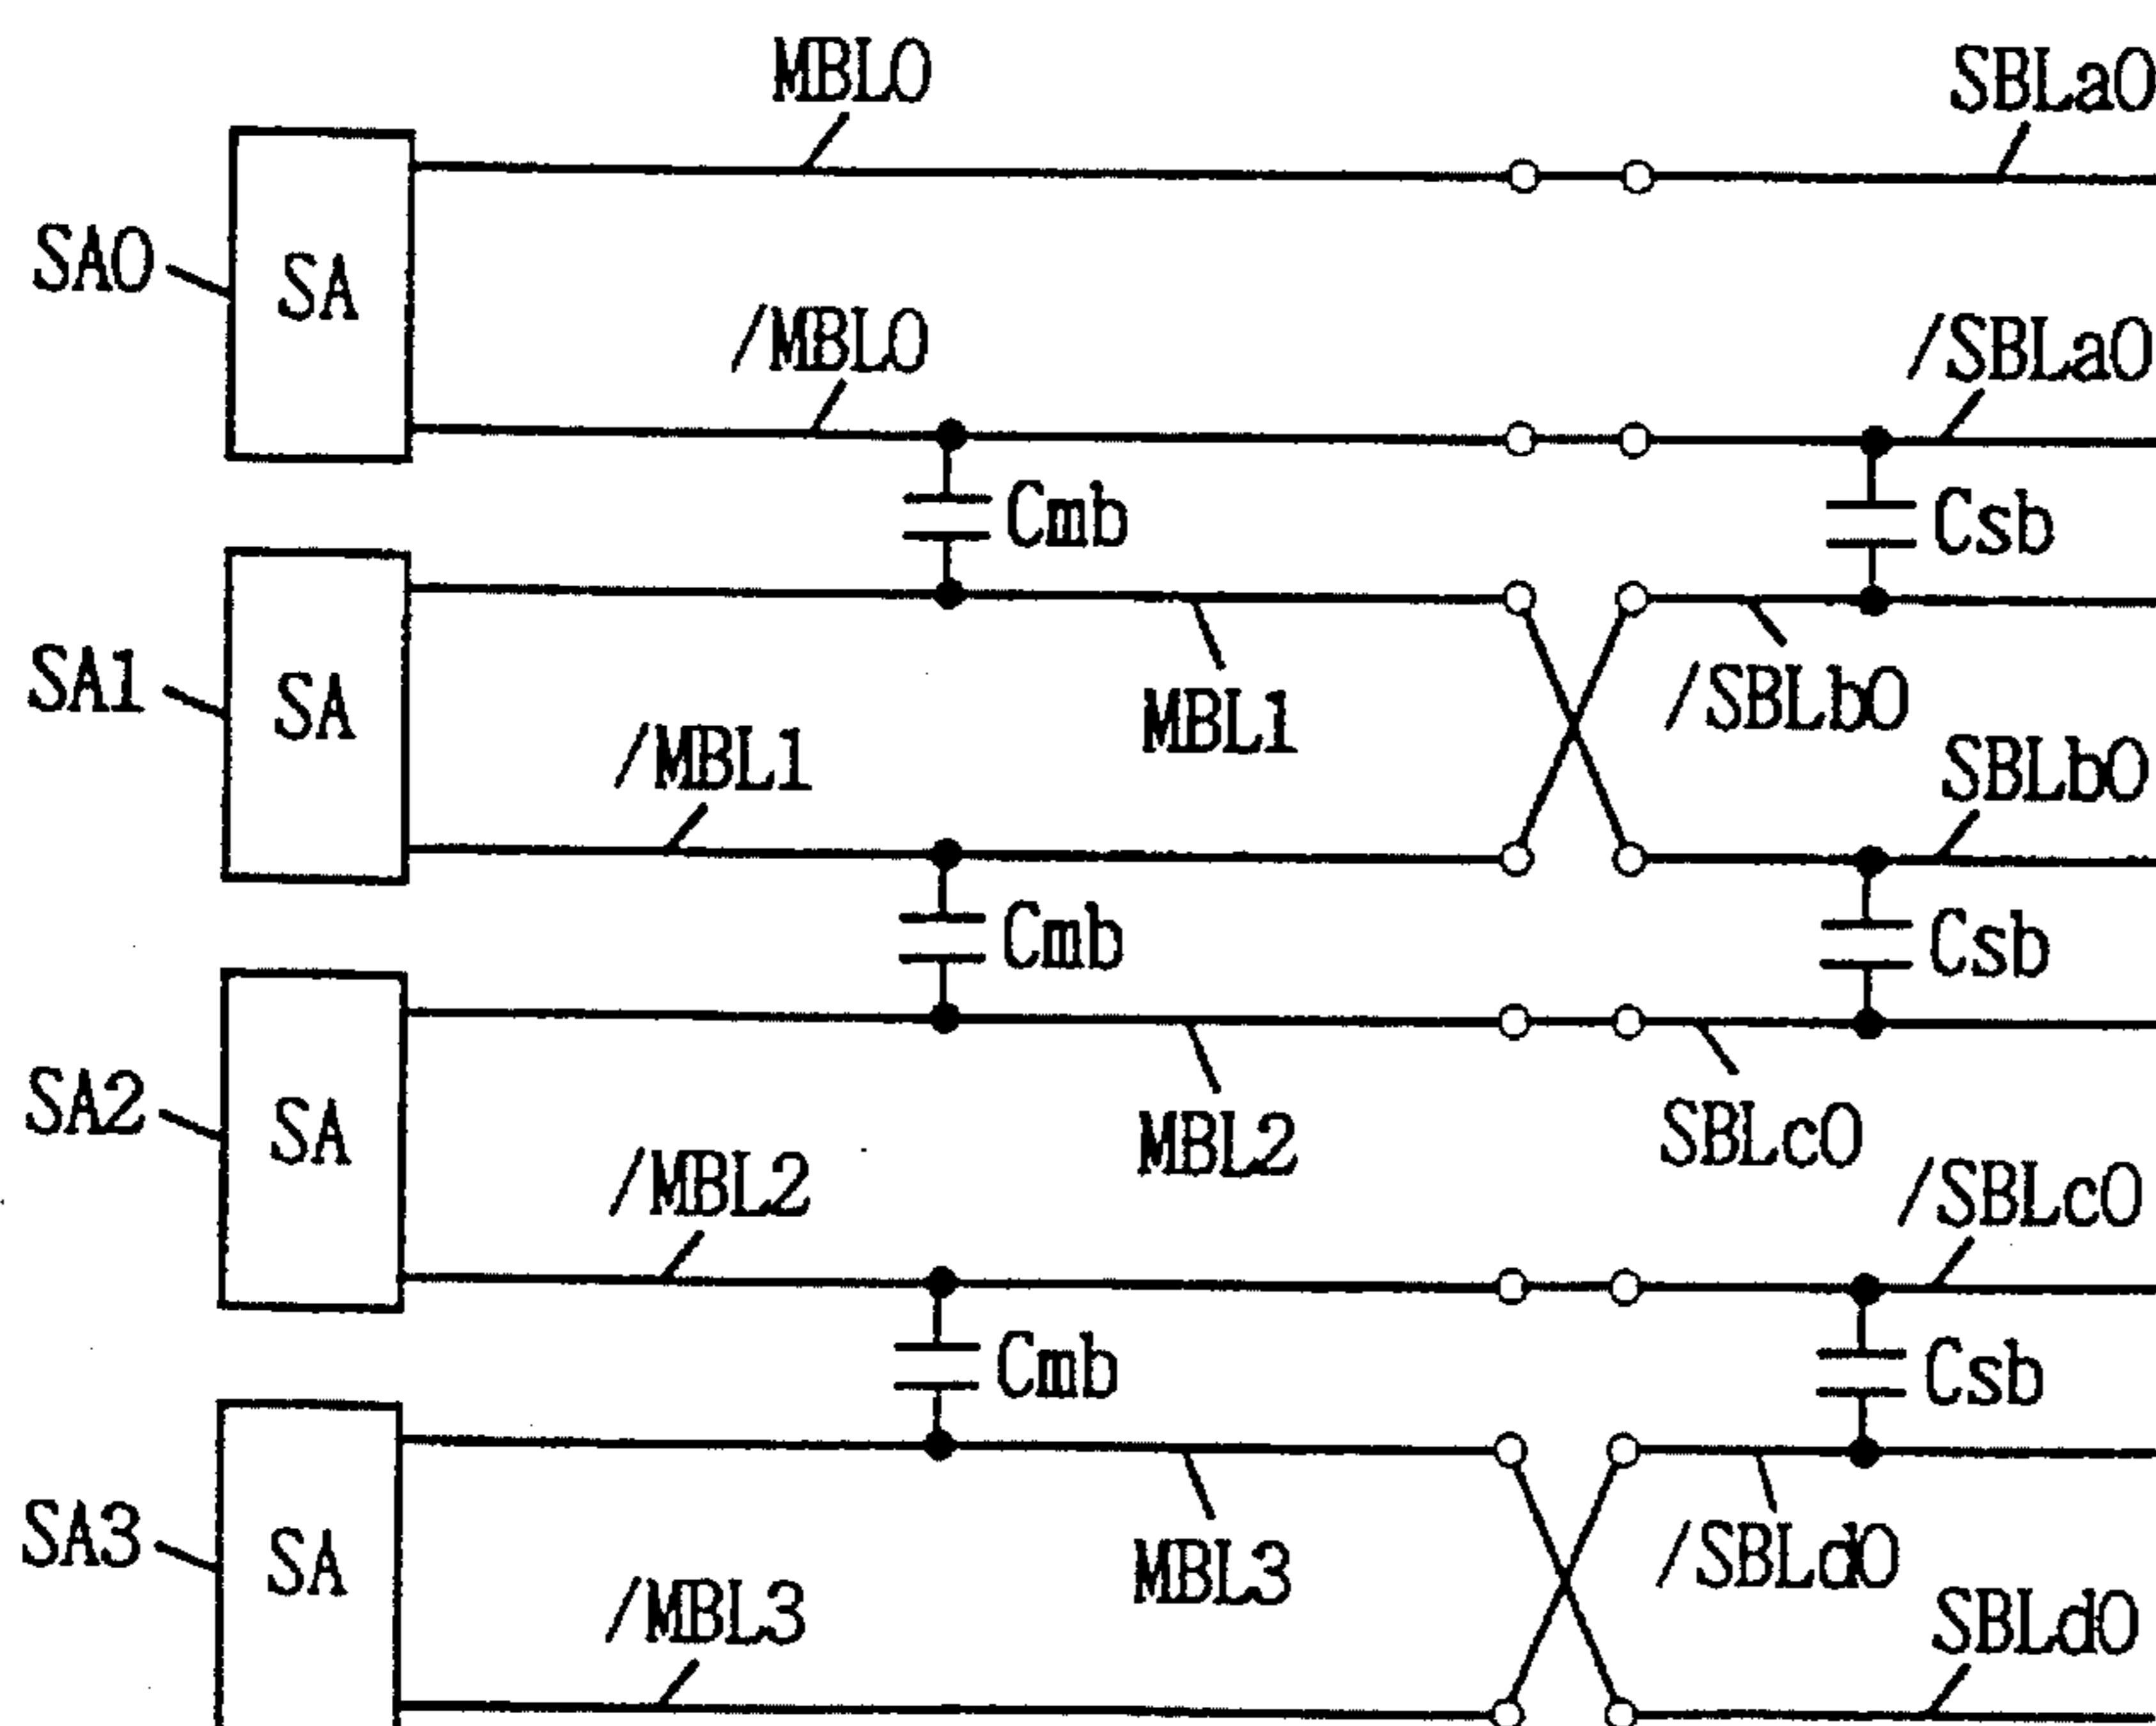 MBL0
SBLa0
SA0
SA
/MBL0
/SBLa0
Cmb
Csb
SA1
SA
MBL1
/SBLb0
/MBL1
SBLb0
Cmb
Csb
SA2
SA
MBL2
SBLc0
/MBL2
/SBLc0
Cmb
Csb
SA3
SA
MBL3
/SBLd0
/MBL3
SBLd0